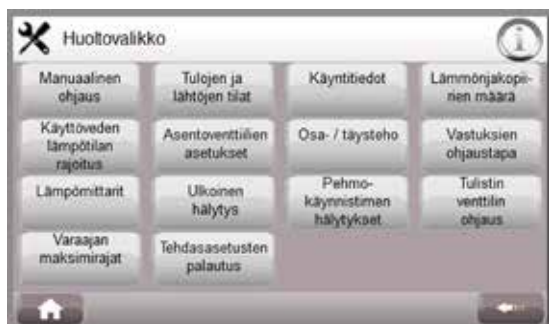 Huoltovalikko
Manuaalinen
ohjaus
Tulojen ja
lähtöjen tilat
Käyntitiedot
Lämmönjakopii-
rien määrä
Käyttöveden
lämpötilan
rajoitus
Asentoventtiilien
asetukset
Osa- / täysteho
Vastuksien
ohjaustapa
Lämpömittarit
Ulkoinen
hälytys
Pehmo-
käynnistimen
hälytykset
Tulistin
venttilin
ohjaus
Varaajan
maksimirajat
Tehdasasetusten
palautus